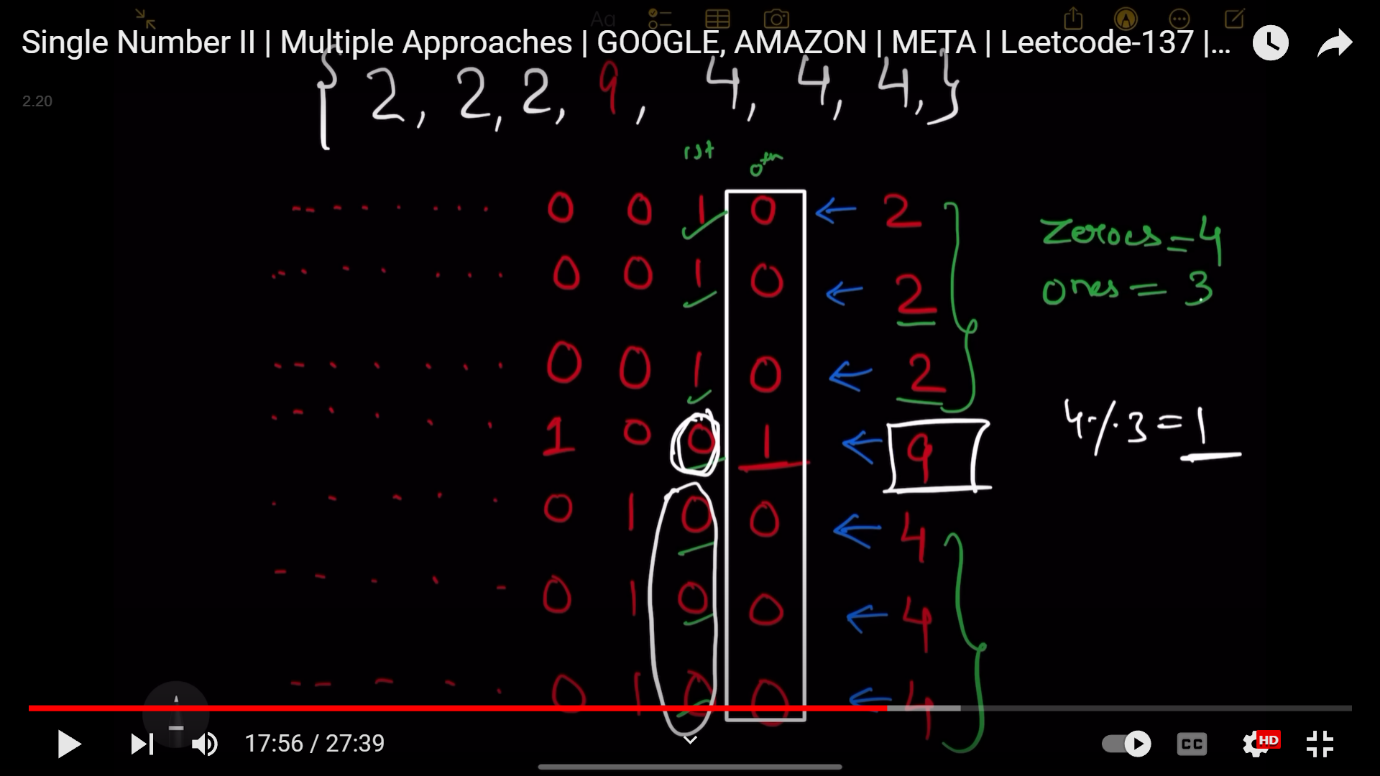 Single Number II | Multiple Approaches | GOOGLE, AMAZON | META | Leetcode-137 |...
Aa
{ 2, 2, 2, 9, 4, 4, 4, }
2.20
1st 0th
0 0 1 0 ← 2
Zeroes = 4
0 0 1 0 ← 2
ones = 3
0 0 1 0 ← 2
4 % 3 = 1
1 0 0 1 ← 9
0 1 0 0 ← 4
0 1 0 0 ← 4
0 1 0 0 ← 4
17:56 / 27:39
CC
HD